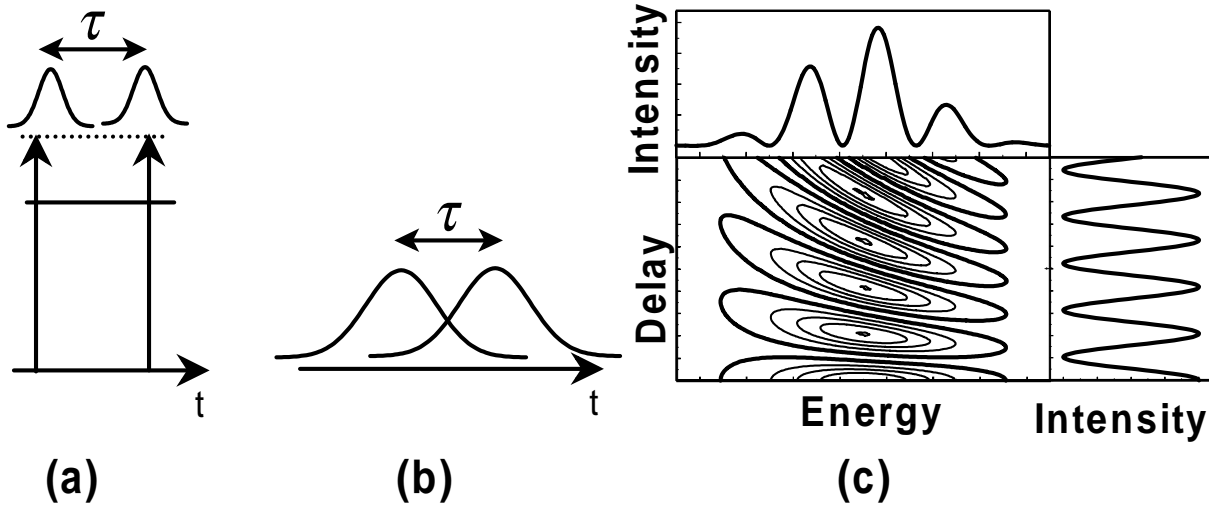 τ
t
(a)
τ
t
(b)
Intensity
Delay
Energy
Intensity
(c)